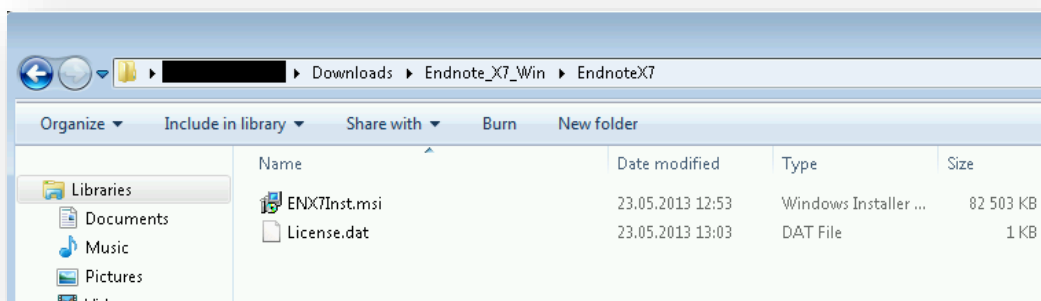 Downloads Endnote_X7_Win EndnoteX7
Organize Include in library Share with Burn New folder
Name Date modified Type Size
Libraries
ENX7Inst.msi 23.05.2013 12:53 Windows Installer ... 82 503 KB
Documents
License.dat 23.05.2013 13:03 DAT File 1 KB
Music
Pictures